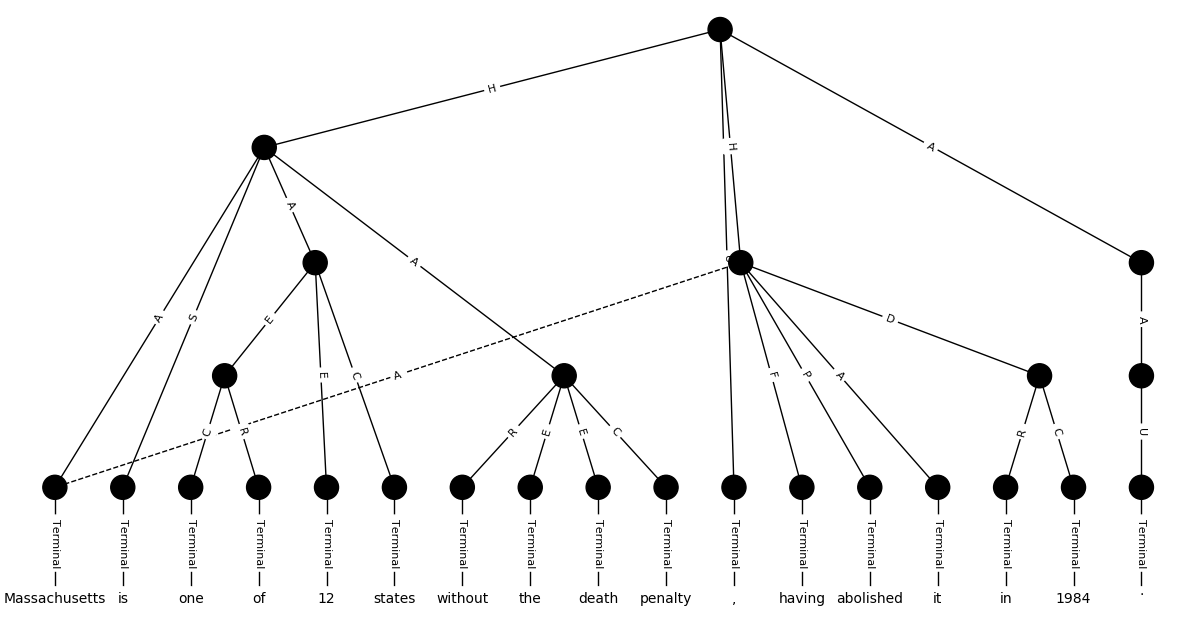 H
H
A
A
A
A
S
E
D
A
E
C
A
F
P
A
A
C
R
R
E
E
C
R
C
U
Terminal Terminal Terminal Terminal Terminal Terminal Terminal Terminal Terminal Terminal Terminal Terminal Terminal Terminal Terminal Terminal Terminal
Massachusetts is one of 12 states without the death penalty , having abolished it in 1984 .